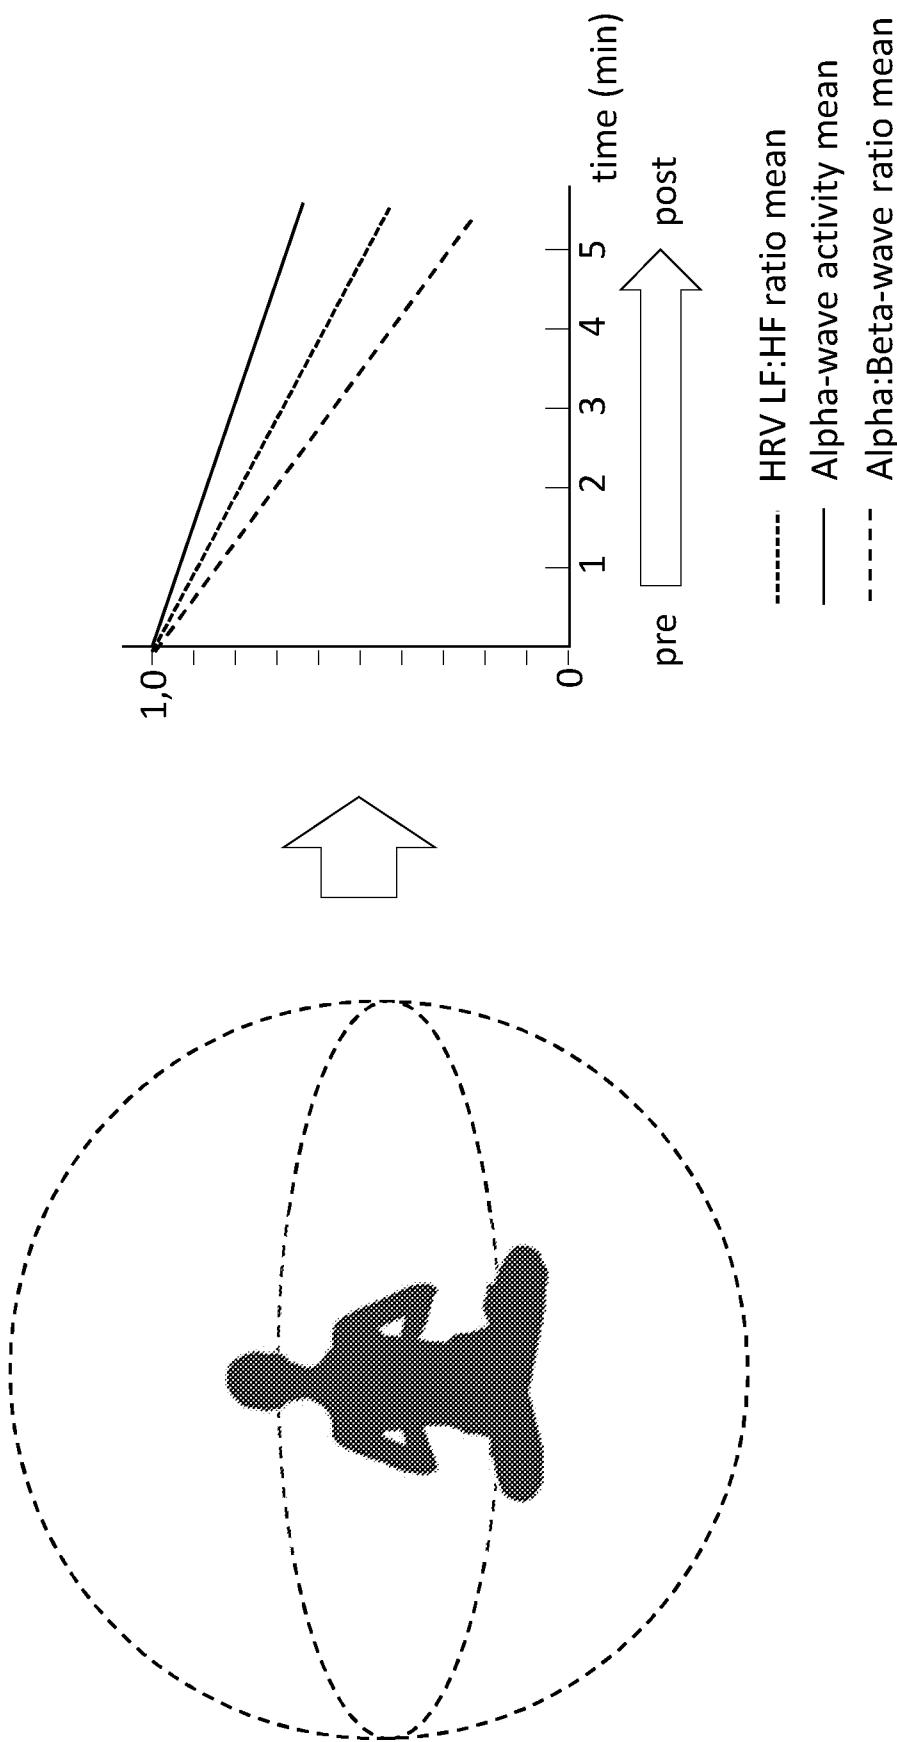 1,0
0
1 2 3 4 5
time (min)
pre
post
HRV LF:HF ratio mean
Alpha-wave activity mean
Alpha:Beta-wave ratio mean